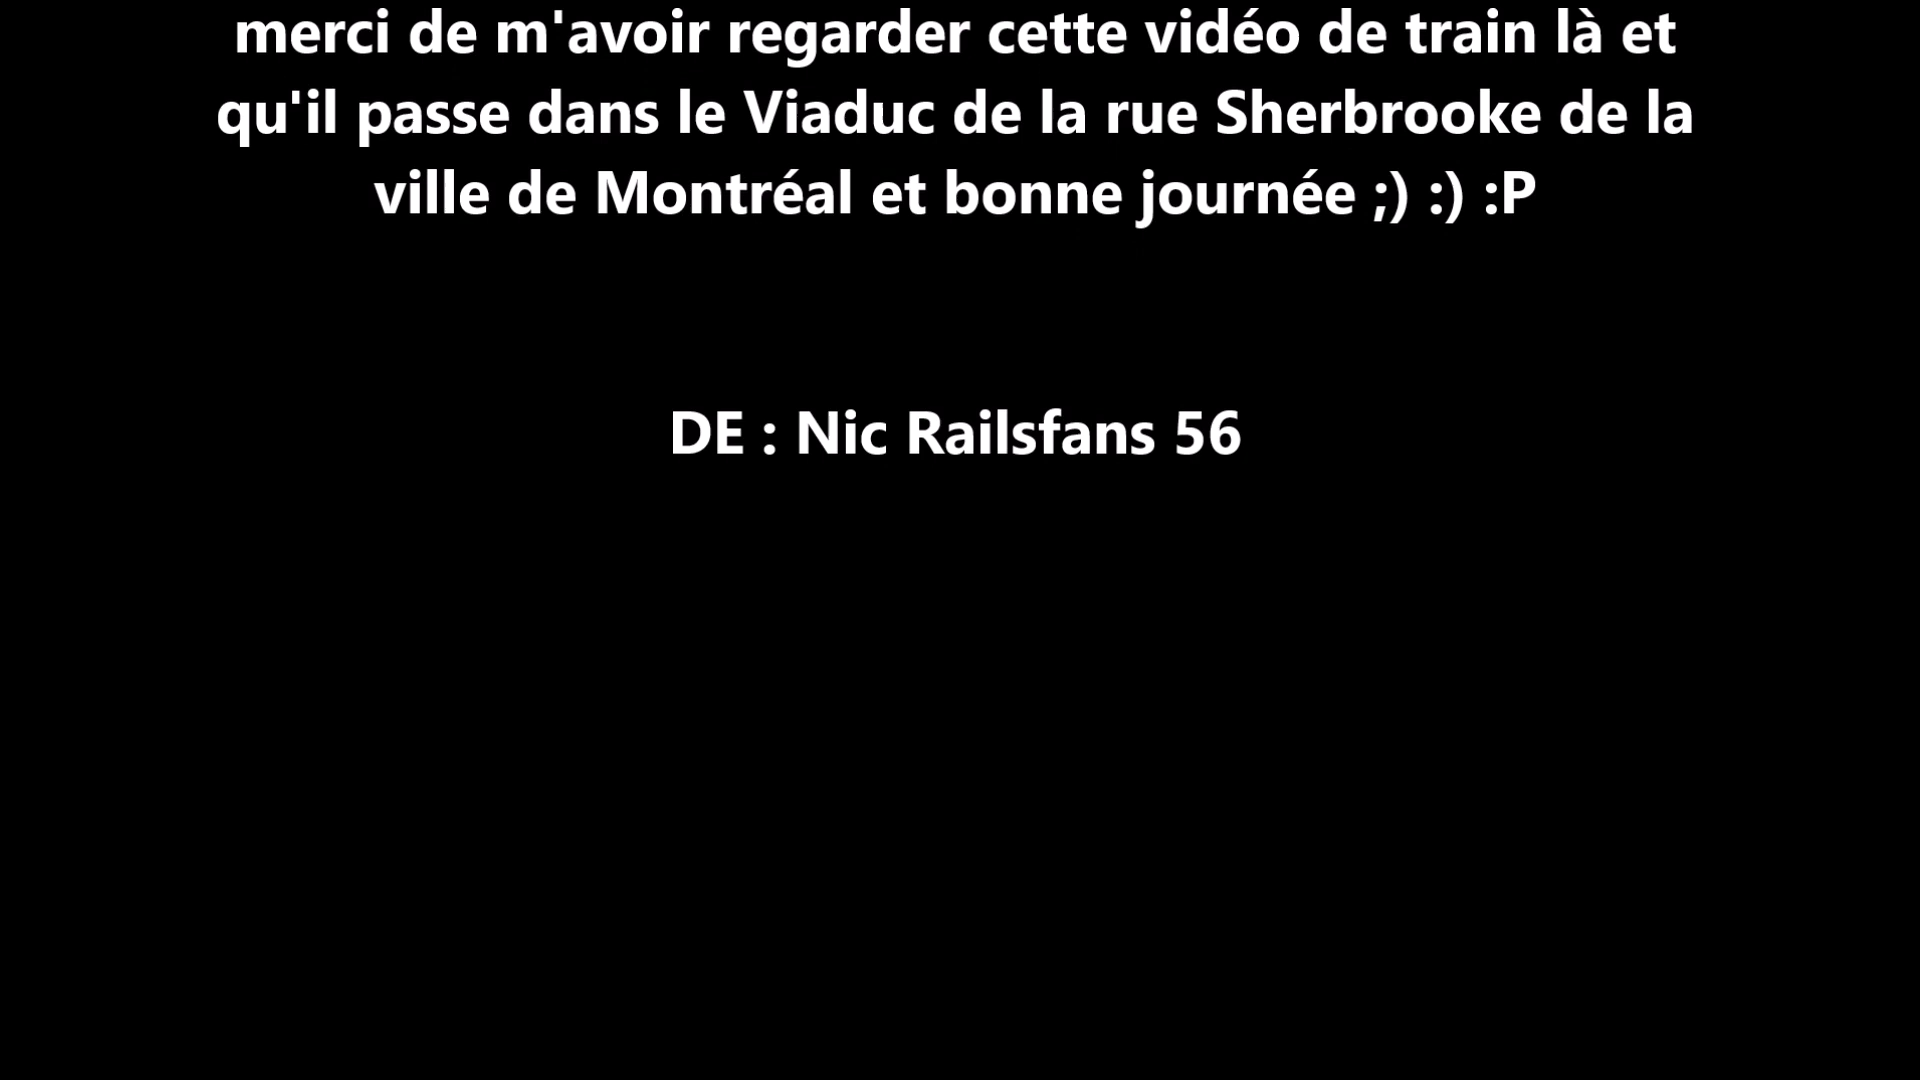 merci de m'avoir regarder cette vidéo de train là et
qu'il passe dans le Viaduc de la rue Sherbrooke de la
ville de Montréal et bonne journée ;) :) :P
DE : Nic Railsfans 56